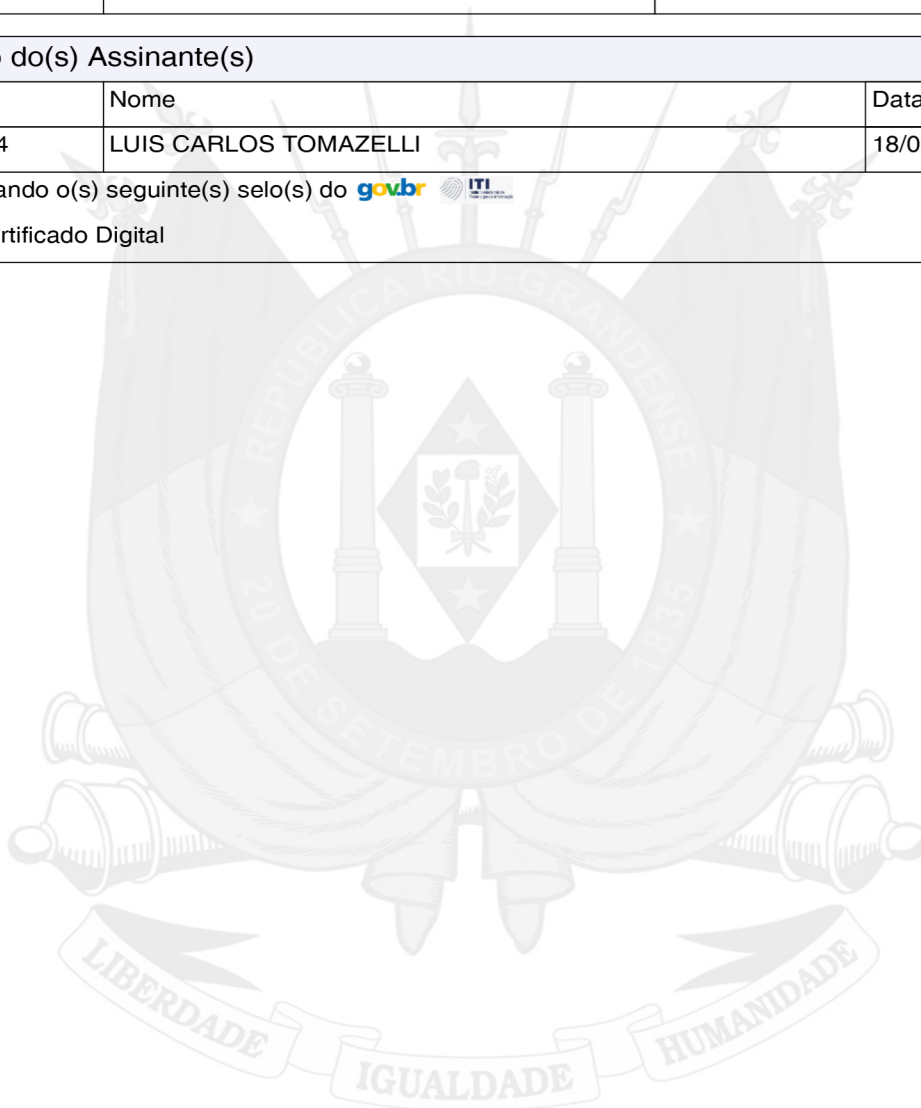 do(s) Assinante(s)
Nome Data
4 LUIS CARLOS TOMAZELLI 18/0
ando o(s) seguinte(s) selo(s) do gov.br ITI
rtificado Digital
REPUBLICA RIO-GRANDENSE
20 DE SETEMBRO DE 1835
LIBERDADE
IGUALDADE
HUMANIDADE